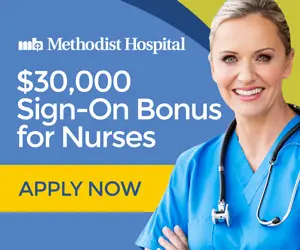 Methodist Hospital
$30,000
Sign-On Bonus
for Nurses
APPLY NOW